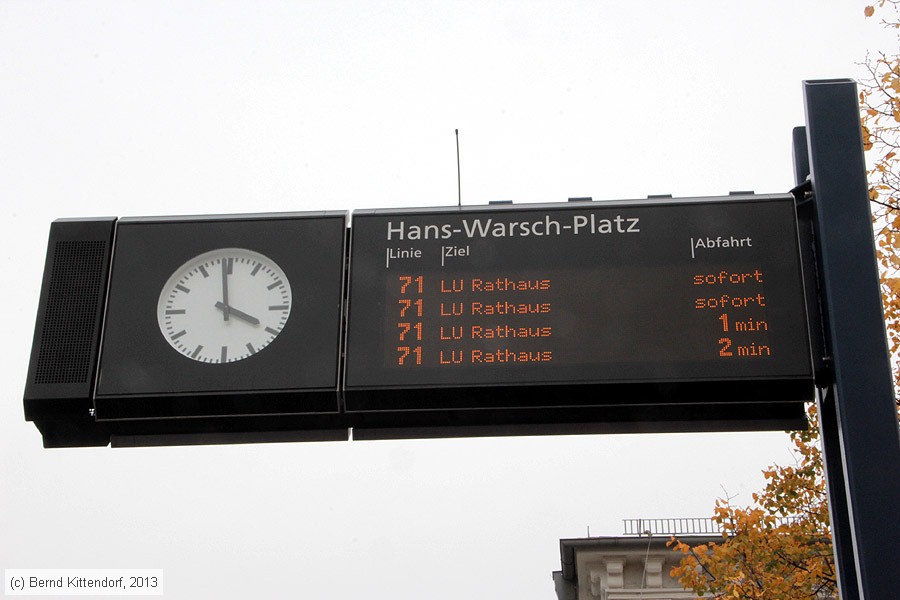 Hans-Warsch-Platz
Linie Ziel Abfahrt
71 LU Rathaus sofort
71 LU Rathaus sofort
71 LU Rathaus 1 min
71 LU Rathaus 2 min
(c) Bernd Kittendorf, 2013